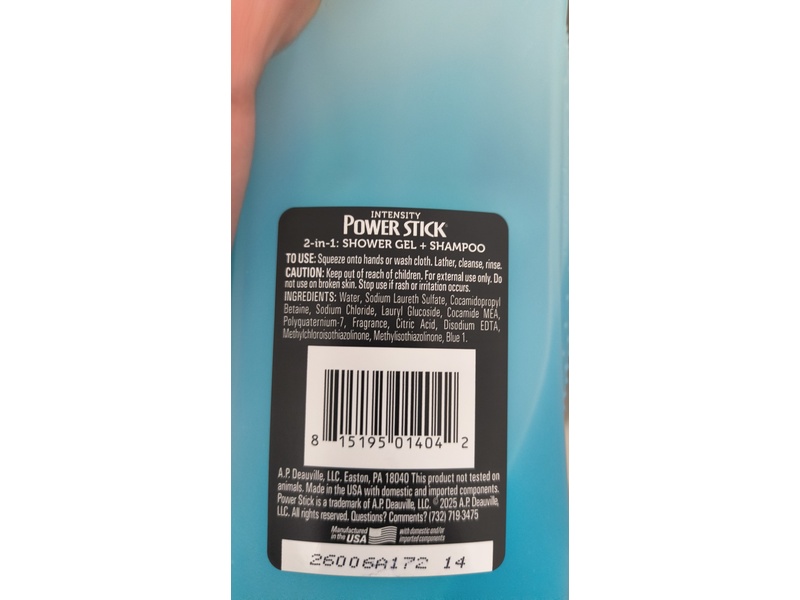 INTENSITY
POWER STICK
2-in-1: SHOWER GEL + SHAMPOO
TO USE: Squeeze onto hands or wash cloth. Lather, cleanse, rinse.
CAUTION: Keep out of reach of children. For external use only. Do
not use on broken skin. Stop use if rash or irritation occurs.
INGREDIENTS: Water, Sodium Laureth Sulfate, Cocamidopropyl
Betaine, Sodium Chloride, Lauryl Glucoside, Cocamide MEA,
Polyquaternium-7, Fragrance, Citric Acid, Disodium EDTA,
Methylchloroisothiazolinone, Methylisothiazolinone, Blue 1.
8 15195 01404 2
A.P. Deauville, LLC. Easton, PA 18040 This product not tested on
animals. Made in the USA with domestic and imported components.
Power Stick is a trademark of A.P. Deauville, LLC. © 2025 A.P. Deauville,
LLC. All rights reserved. Questions? Comments? (732) 719-3475
Manufactured with domestic and/or
in the USA imported components
26006A172 14